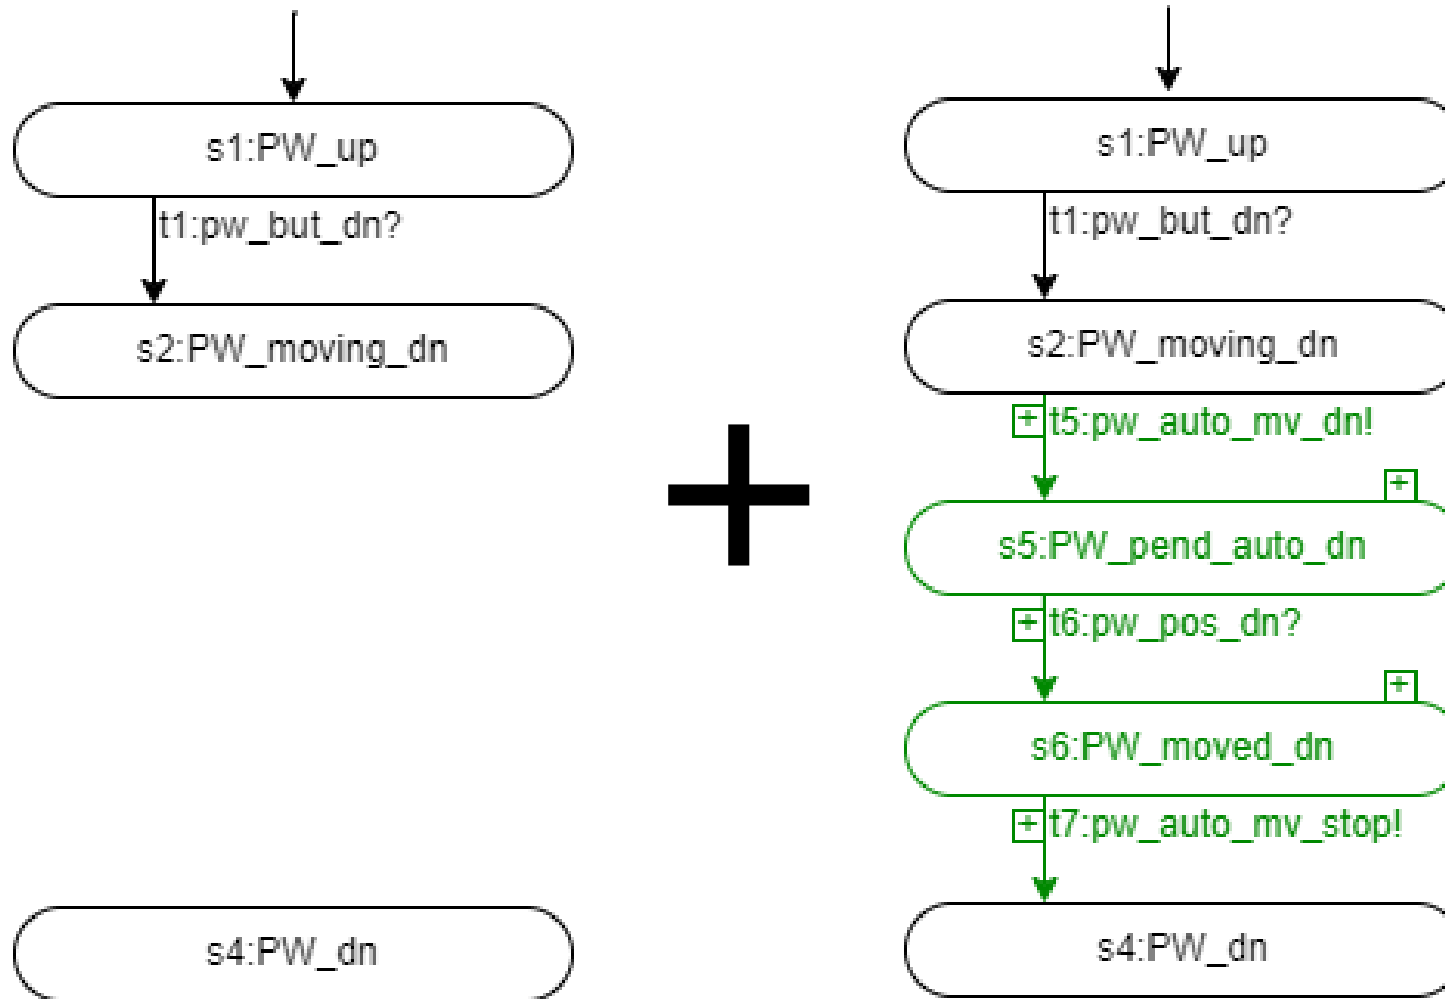 s1:PW_up
t1:pw_but_dn?
s2:PW_moving_dn
s4:PW_dn
+
s1:PW_up
t1:pw_but_dn?
s2:PW_moving_dn
+ t5:pw_auto_mv_dn!
+
s5:PW_pend_auto_dn
+ t6:pw_pos_dn?
+
s6:PW_moved_dn
+ t7:pw_auto_mv_stop!
s4:PW_dn